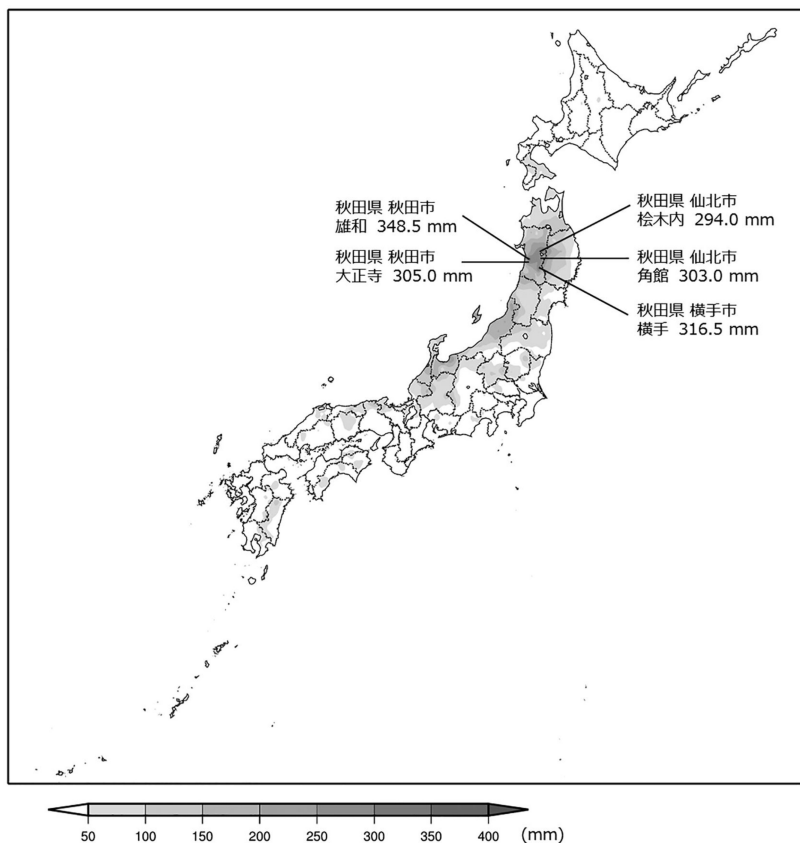 秋田県 秋田市
雄和 348.5 mm
秋田県 秋田市
大正寺 305.0 mm
秋田県 仙北市
桧木内 294.0 mm
秋田県 仙北市
角館 303.0 mm
秋田県 横手市
横手 316.5 mm
50 100 150 200 250 300 350 400 (mm)